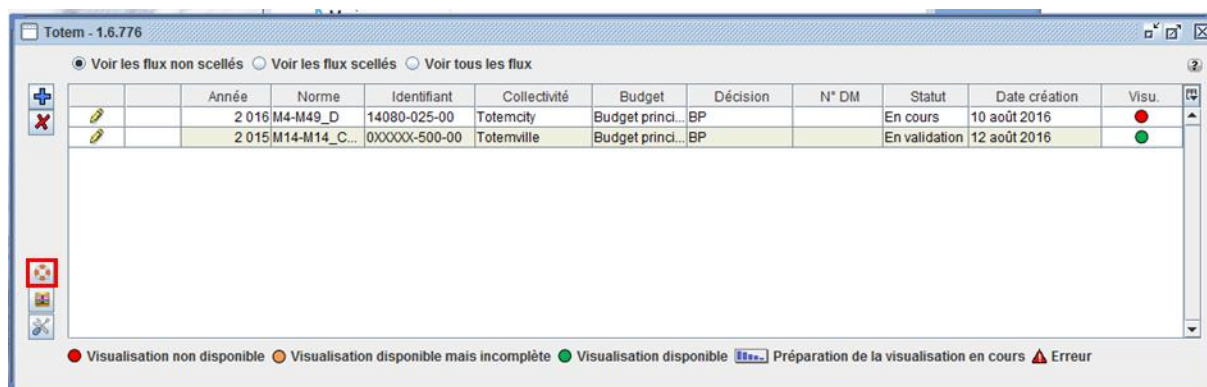 Totem - 1.6.776
Voir les flux non scellés Voir les flux scellés Voir tous les flux
Année Norme Identifiant Collectivité Budget Décision N° DM Statut Date création Visu.
2 016 M4-M49_D 14080-025-00 Totemcity Budget princi... BP En cours 10 août 2016
2 015 M14-M14_C... 0XXXXX-500-00 Totemville Budget princi... BP En validation 12 août 2016
Visualisation non disponible Visualisation disponible mais incomplète Visualisation disponible Préparation de la visualisation en cours Erreur